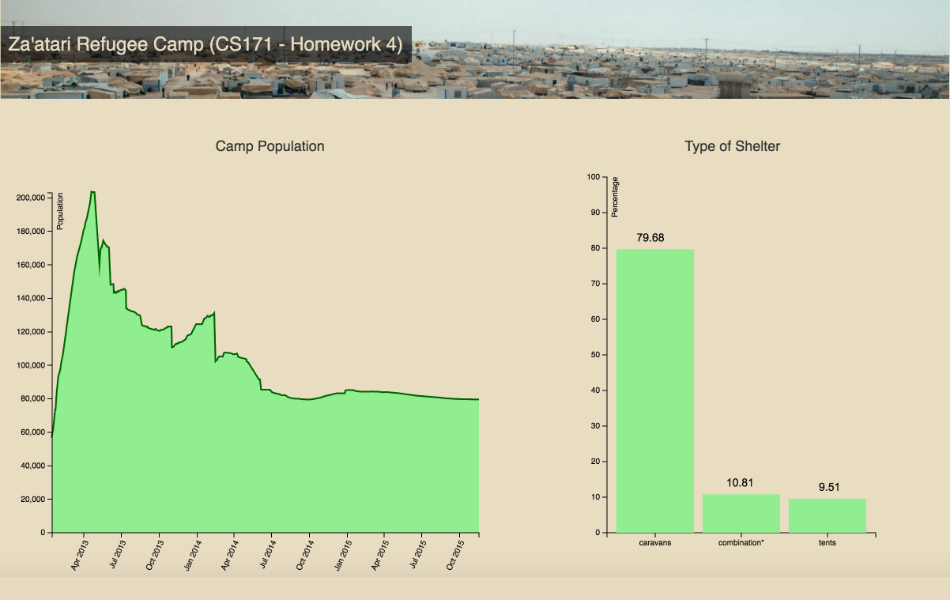 Za'atari Refugee Camp (CS171 - Homework 4)
Camp Population
Population
200,000
180,000
160,000
140,000
120,000
100,000
80,000
60,000
40,000
20,000
0
Apr 2013
Jul 2013
Oct 2013
Jan 2014
Apr 2014
Jul 2014
Oct 2014
Jan 2015
Apr 2015
Jul 2015
Oct 2015
Type of Shelter
Percentage
100
90
80
70
60
50
40
30
20
10
0
79.68
10.81
9.51
caravans
combination*
tents